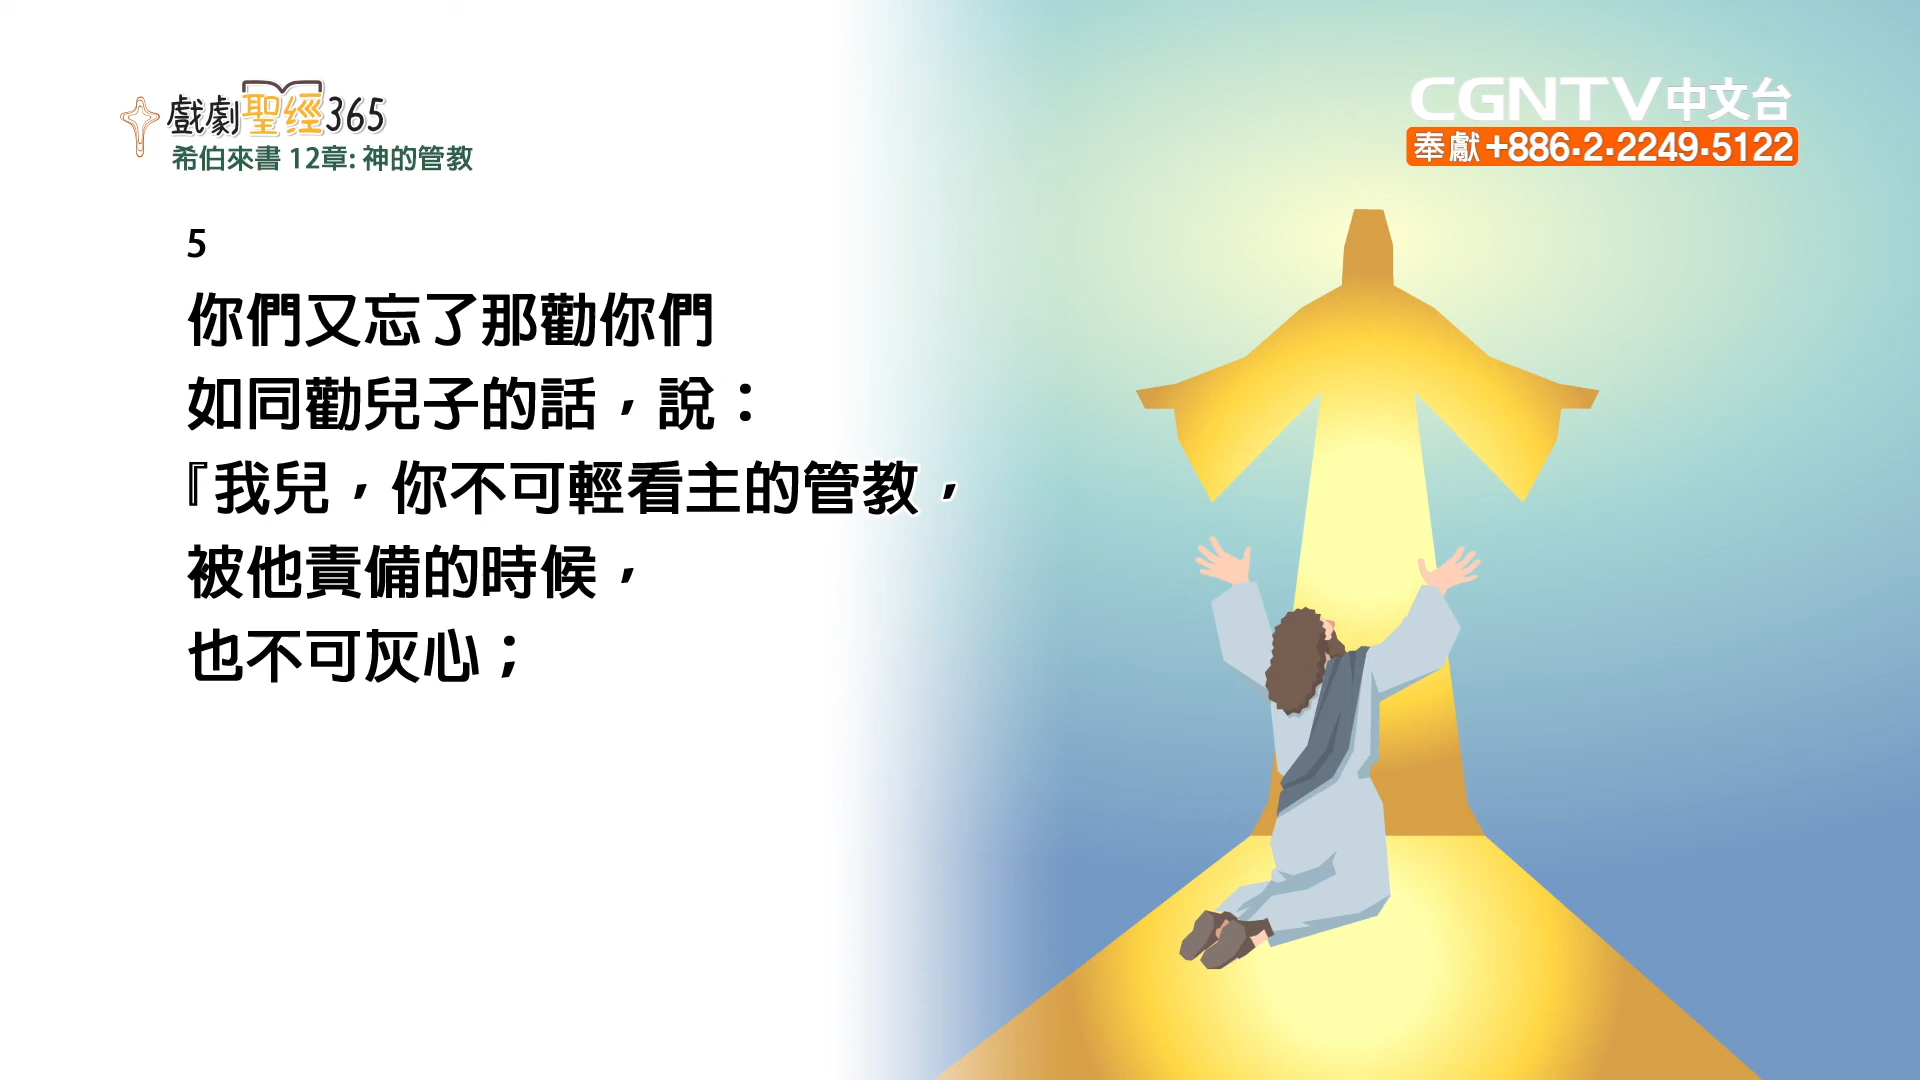 戲劇聖經365
希伯來書 12章: 神的管教
CGNTV中文台
奉獻 +886·2·2249·5122
5
你們又忘了那勸你們
如同勸兒子的話，說：
『我兒，你不可輕看主的管教，
被他責備的時候，
也不可灰心；